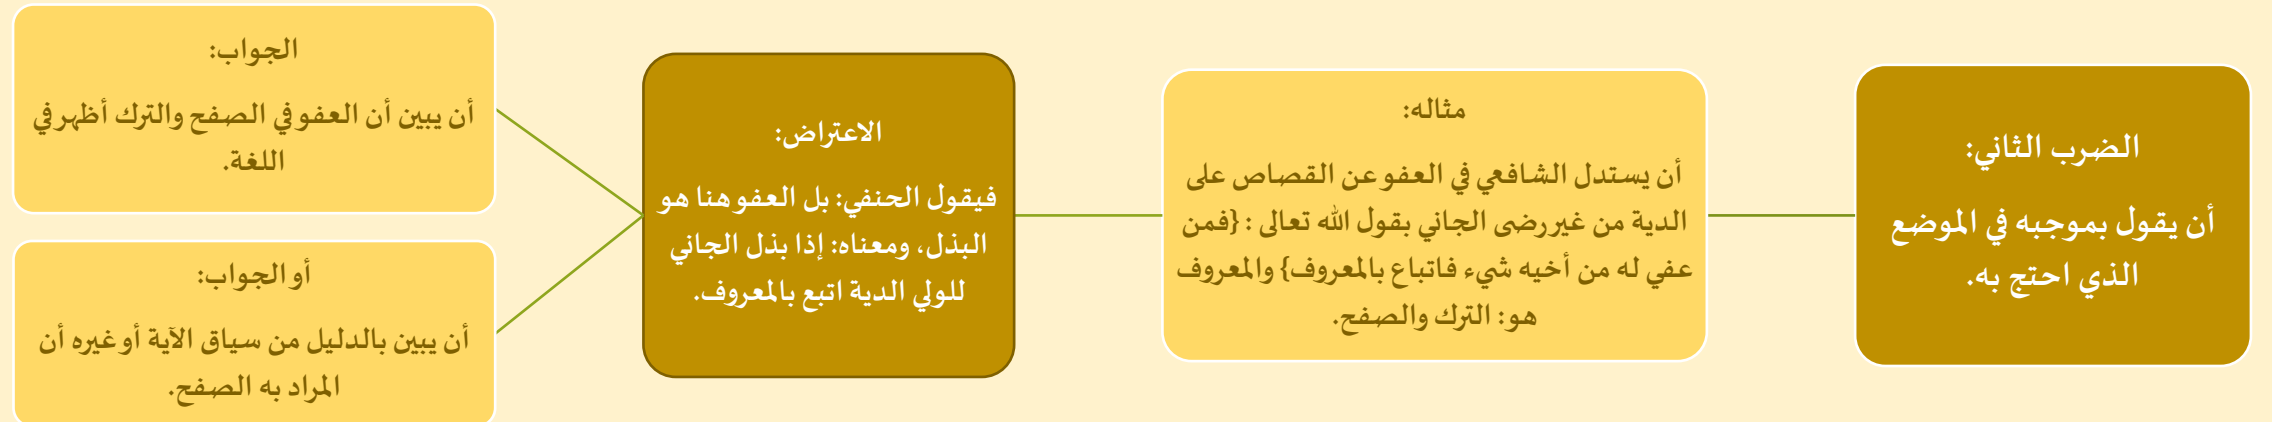 الضرب الثاني:
أن يقول بموجبه في الموضع
الذي احتج به.
مثاله:
أن يستدل الشافعي في العفو عن القصاص على
الدية من غير رضى الجاني بقول الله تعالى : {فمن
عفي له من أخيه شيء فاتباع بالمعروف} والمعروف
هو: الترك والصفح.
الاعتراض:
فيقول الحنفي: بل العفو هنا هو
البذل، ومعناه: إذا بذل الجاني
للولي الدية اتبع بالمعروف.
الجواب:
أن يبين أن العفو في الصفح والترك أظهر في
اللغة.
أو الجواب:
أن يبين بالدليل من سياق الآية أو غيره أن
المراد به الصفح.